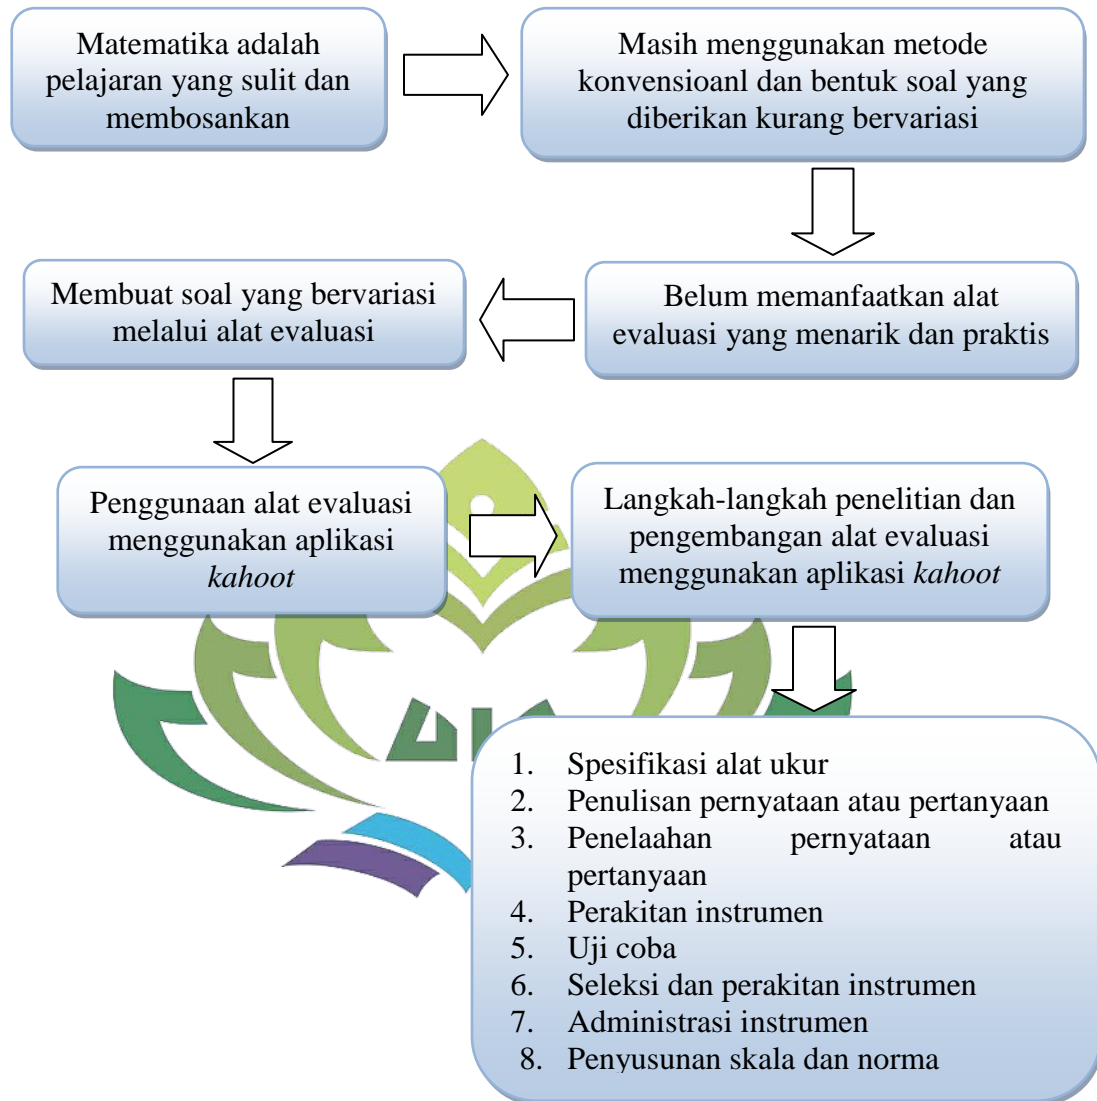 Matematika adalah
pelajaran yang sulit dan
membosankan
Masih menggunakan metode
konvensioanl dan bentuk soal yang
diberikan kurang bervariasi
Belum memanfaatkan alat
evaluasi yang menarik dan praktis
Membuat soal yang bervariasi
melalui alat evaluasi
Penggunaan alat evaluasi
menggunakan aplikasi
kahoot
Langkah-langkah penelitian dan
pengembangan alat evaluasi
menggunakan aplikasi kahoot
1. Spesifikasi alat ukur
2. Penulisan pernyataan atau pertanyaan
3. Penelaahan pernyataan atau
pertanyaan
4. Perakitan instrumen
5. Uji coba
6. Seleksi dan perakitan instrumen
7. Administrasi instrumen
8. Penyusunan skala dan norma